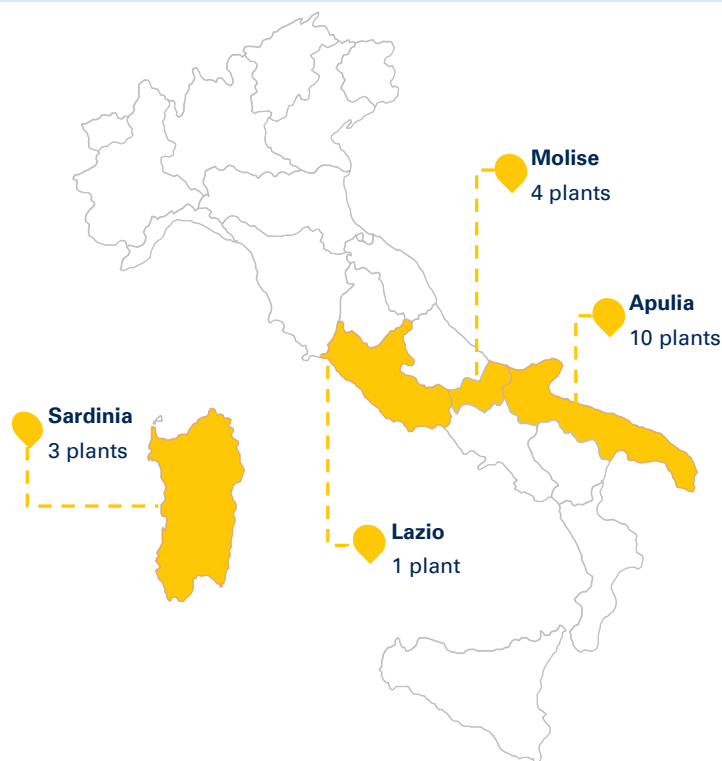 Molise
4 plants
Apulia
10 plants
Sardinia
3 plants
Lazio
1 plant